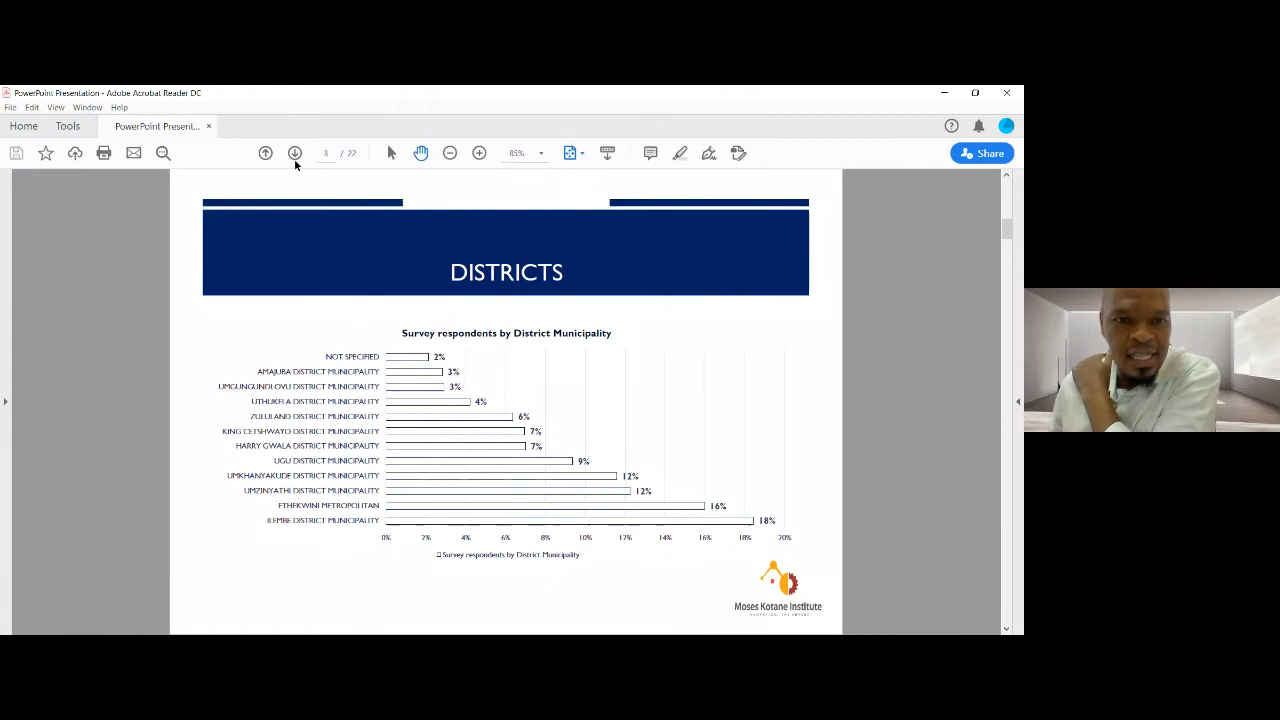 PowerPoint Presentation - Adobe Acrobat Reader DC
File Edit View Window Help
Home Tools PowerPoint Present... ×
3 / 22 85% Share
DISTRICTS
Survey respondents by District Municipality
NOT SPECIFIED 2%
AMAJUBA DISTRICT MUNICIPALITY 3%
UMGUNGUNDLOVU DISTRICT MUNICIPALITY 3%
UTHUKELA DISTRICT MUNICIPALITY 4%
ZULULAND DISTRICT MUNICIPALITY 6%
KING CETSHWAYO DISTRICT MUNICIPALITY 7%
HARRY GWALA DISTRICT MUNICIPALITY 7%
UGU DISTRICT MUNICIPALITY 9%
UMKHANYAKUDE DISTRICT MUNICIPALITY 12%
UMZINYATHI DISTRICT MUNICIPALITY 12%
ETHEKWINI METROPOLITAN 16%
ILEMBE DISTRICT MUNICIPALITY 18%
0% 2% 4% 6% 8% 10% 12% 14% 16% 18% 20%
Survey respondents by District Municipality
Moses Kotane Institute
INNOVATING THE FUTURE